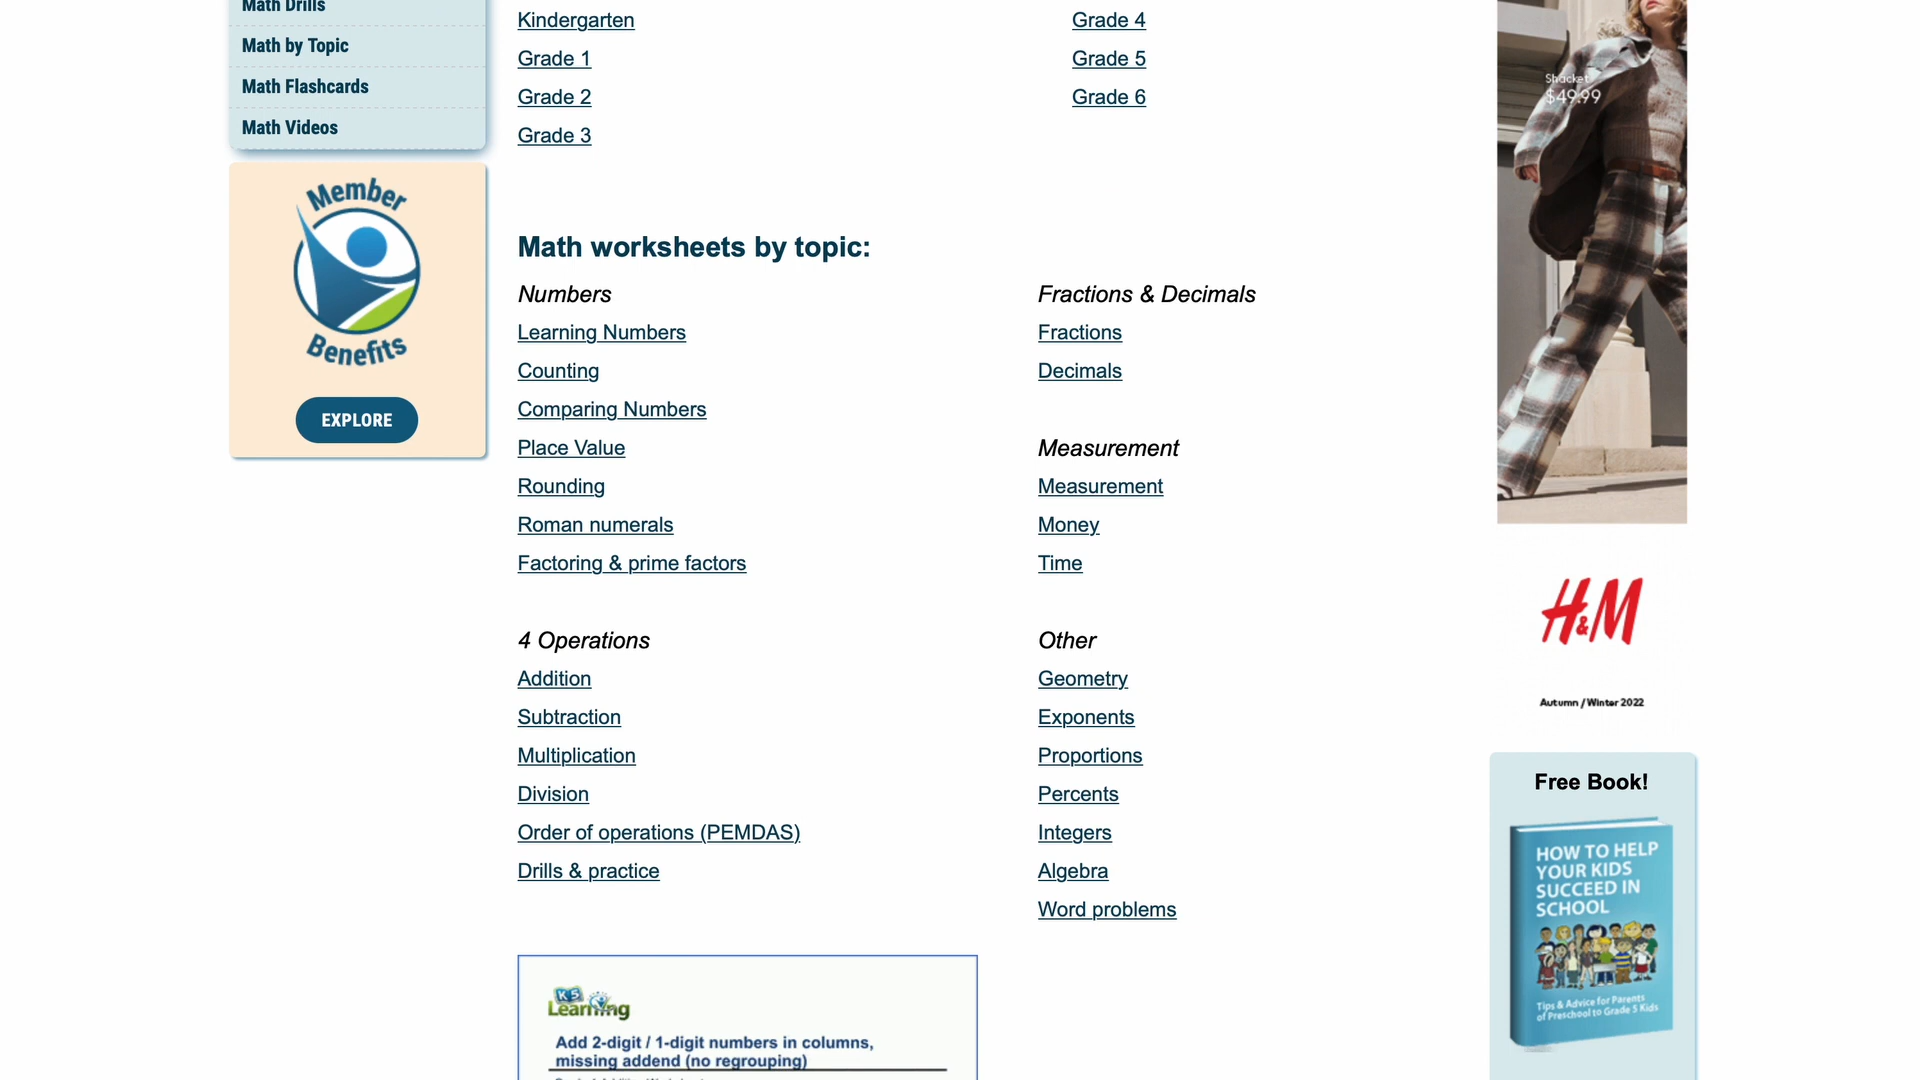 Math Drills
Math by Topic
Math Flashcards
Math Videos
Member
Benefits
EXPLORE
Kindergarten
Grade 1
Grade 2
Grade 3
Grade 4
Grade 5
Grade 6
Math worksheets by topic:
Numbers
Learning Numbers
Counting
Comparing Numbers
Place Value
Rounding
Roman numerals
Factoring & prime factors
4 Operations
Addition
Subtraction
Multiplication
Division
Order of operations (PEMDAS)
Drills & practice
Fractions & Decimals
Fractions
Decimals
Measurement
Measurement
Money
Time
Other
Geometry
Exponents
Proportions
Percents
Integers
Algebra
Word problems
K5
Learning
Add 2-digit / 1-digit numbers in columns,
missing addend (no regrouping)
Shacket
$49.99
H&M
Autumn / Winter 2022
Free Book!
HOW TO HELP
YOUR KIDS
SUCCEED IN
SCHOOL
Tips & Advice for Parents
of Preschool to Grade 5 Kids